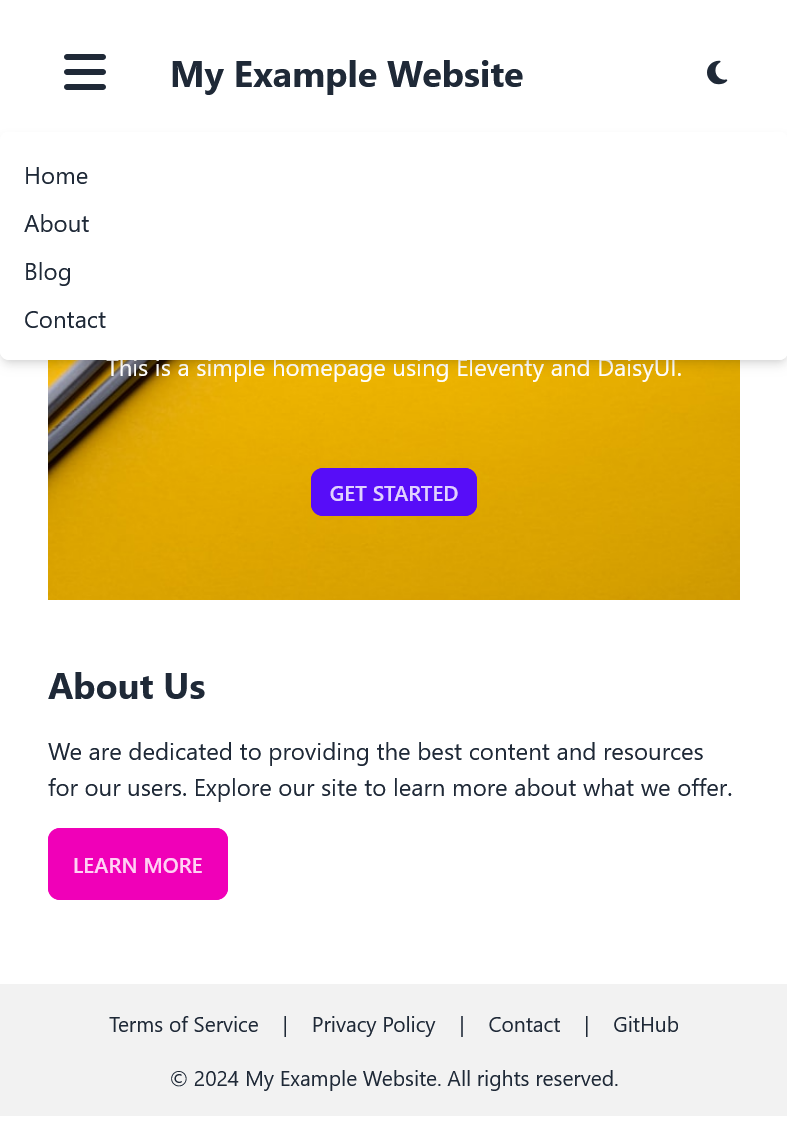 My Example Website
Home
About
Blog
Contact
This is a simple homepage using Eleventy and DaisyUI.
GET STARTED
About Us
We are dedicated to providing the best content and resources
for our users. Explore our site to learn more about what we offer.
LEARN MORE
Terms of Service | Privacy Policy | Contact | GitHub
© 2024 My Example Website. All rights reserved.